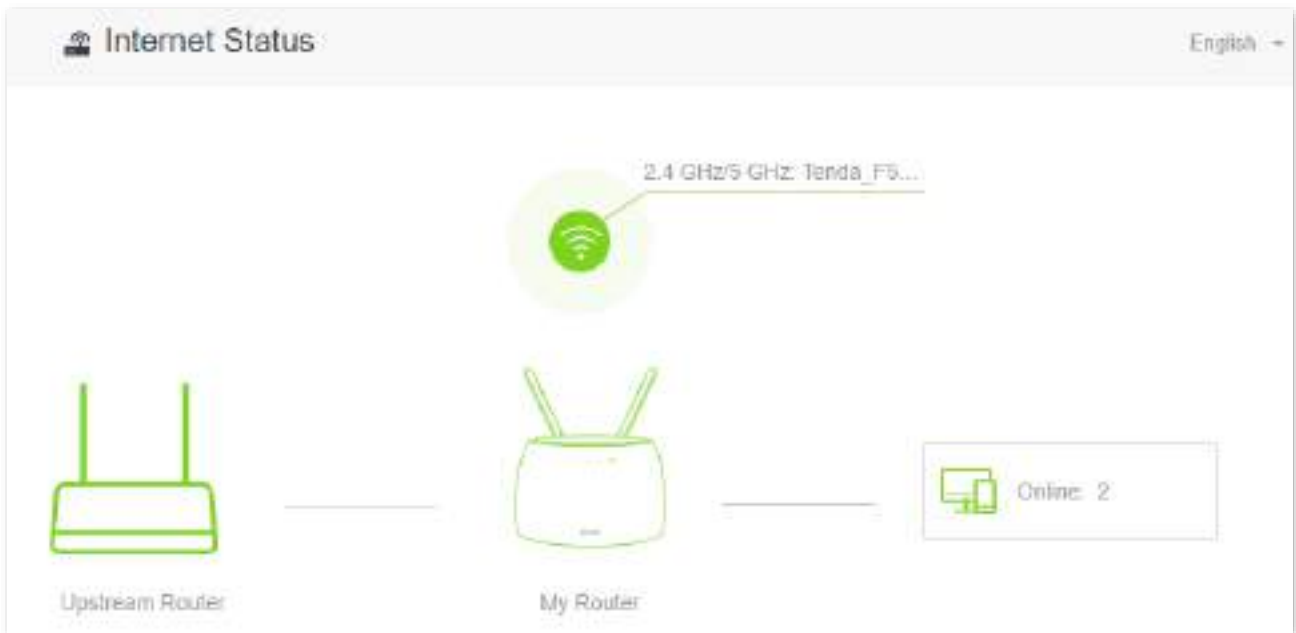 Internet Status
English
2.4 GHz/5 GHz: Tenda_F5...
Online: 2
Upstream Router
My Router